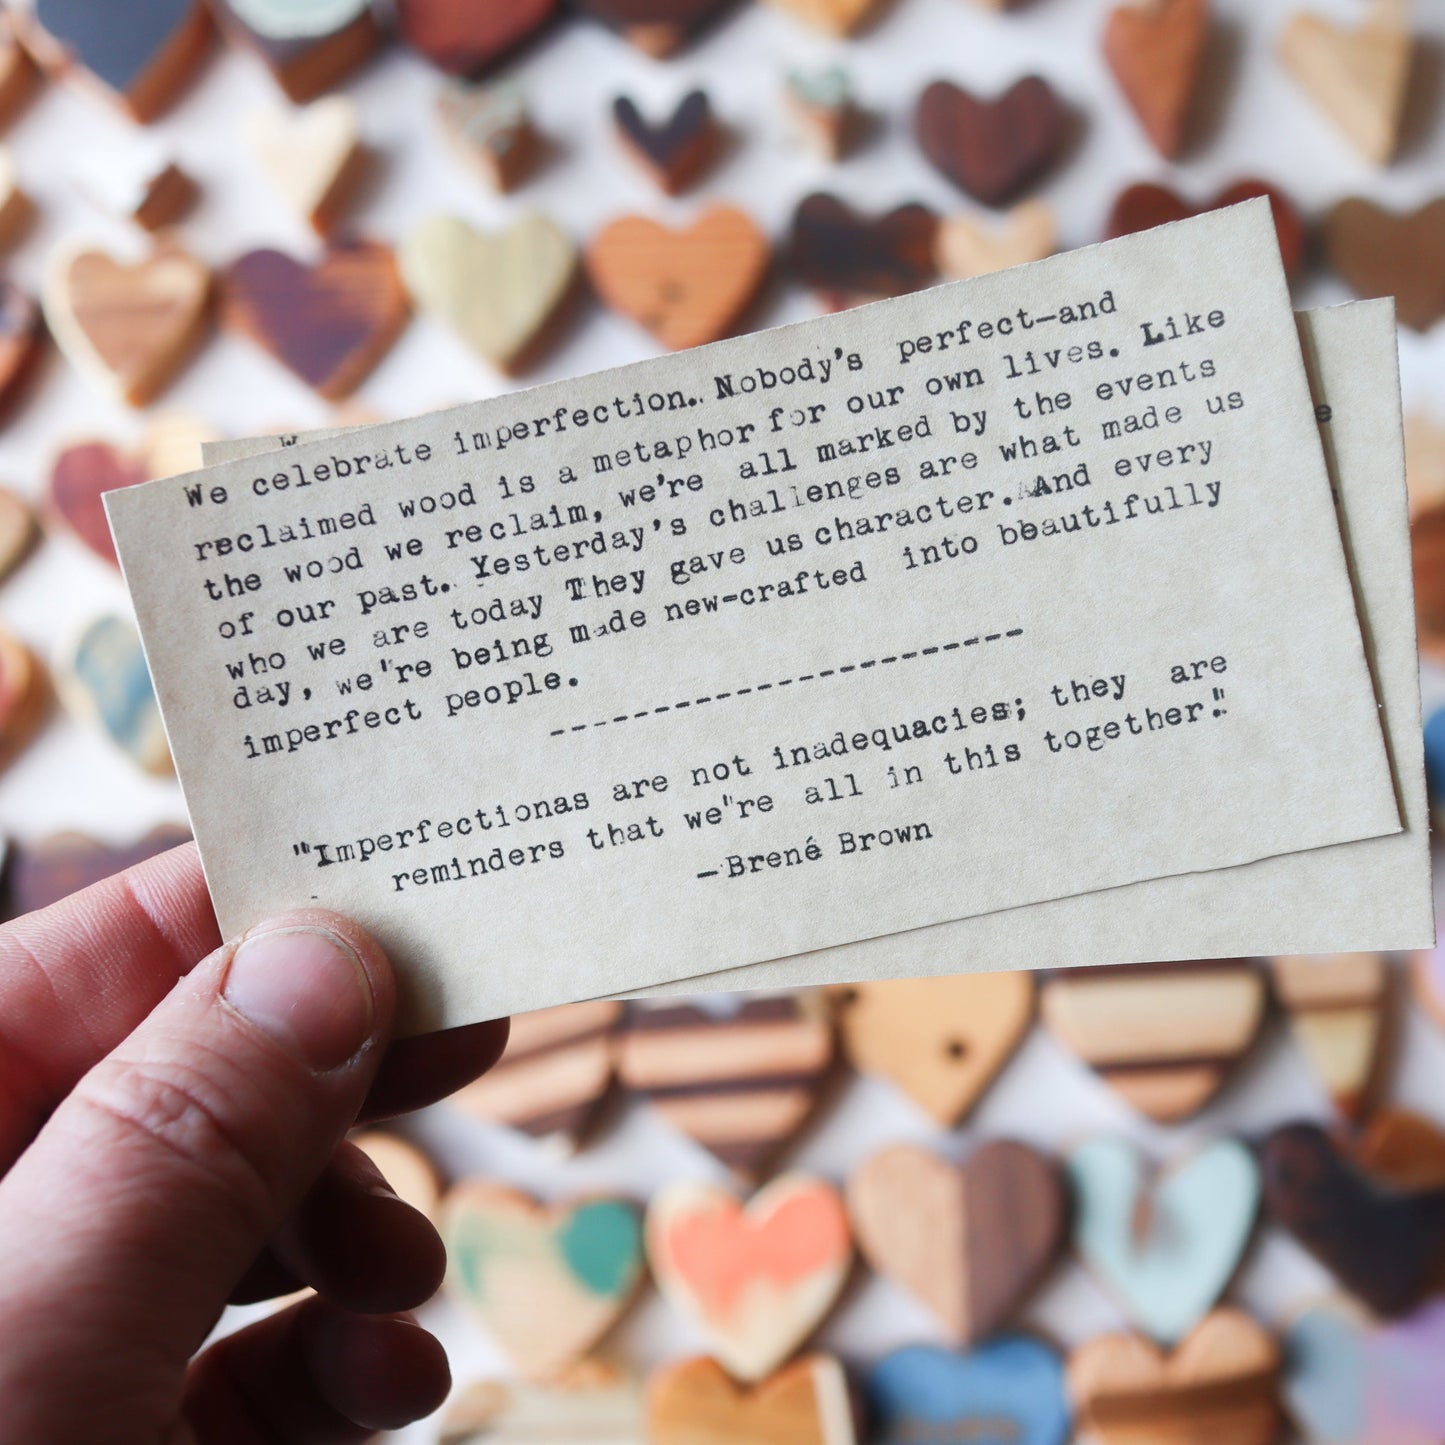 We celebrate imperfection. Nobody's perfect—and
reclaimed wood is a metaphor for our own lives. Like
the wood we reclaim, we're all marked by the events
of our past. Yesterday's challenges are what made us
who we are today They gave us character. And every
day, we're being made new-crafted into bbautifully
imperfect people.
----------------------
"Imperfectionas are not inadequacies; they are
reminders that we"re all in this together."
—Brené Brown